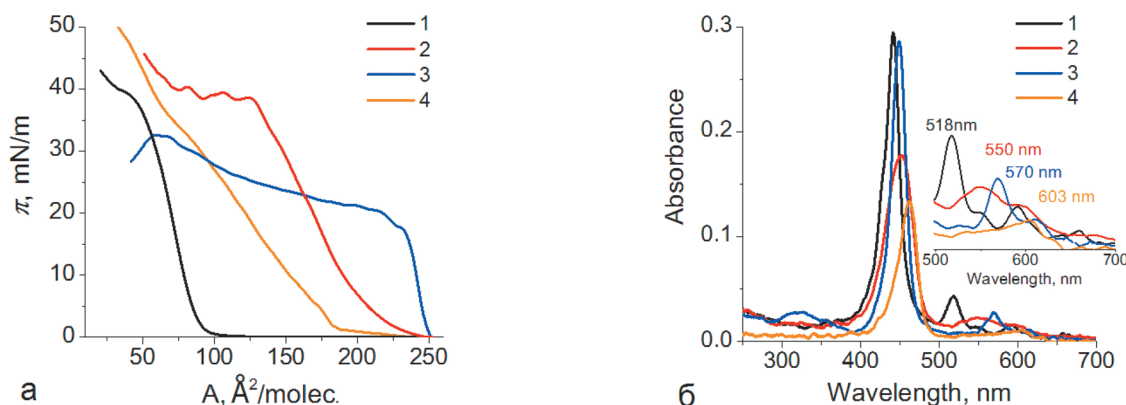 50
40
30
20
10
0
π, mN/m
50
100
150
200
250
A, Å²/molec.
1
2
3
4
а
0.3
0.2
0.1
0.0
Absorbance
300
400
500
600
700
Wavelength, nm
1
2
3
4
518nm
550 nm
570 nm
603 nm
500
600
700
Wavelength, nm
б